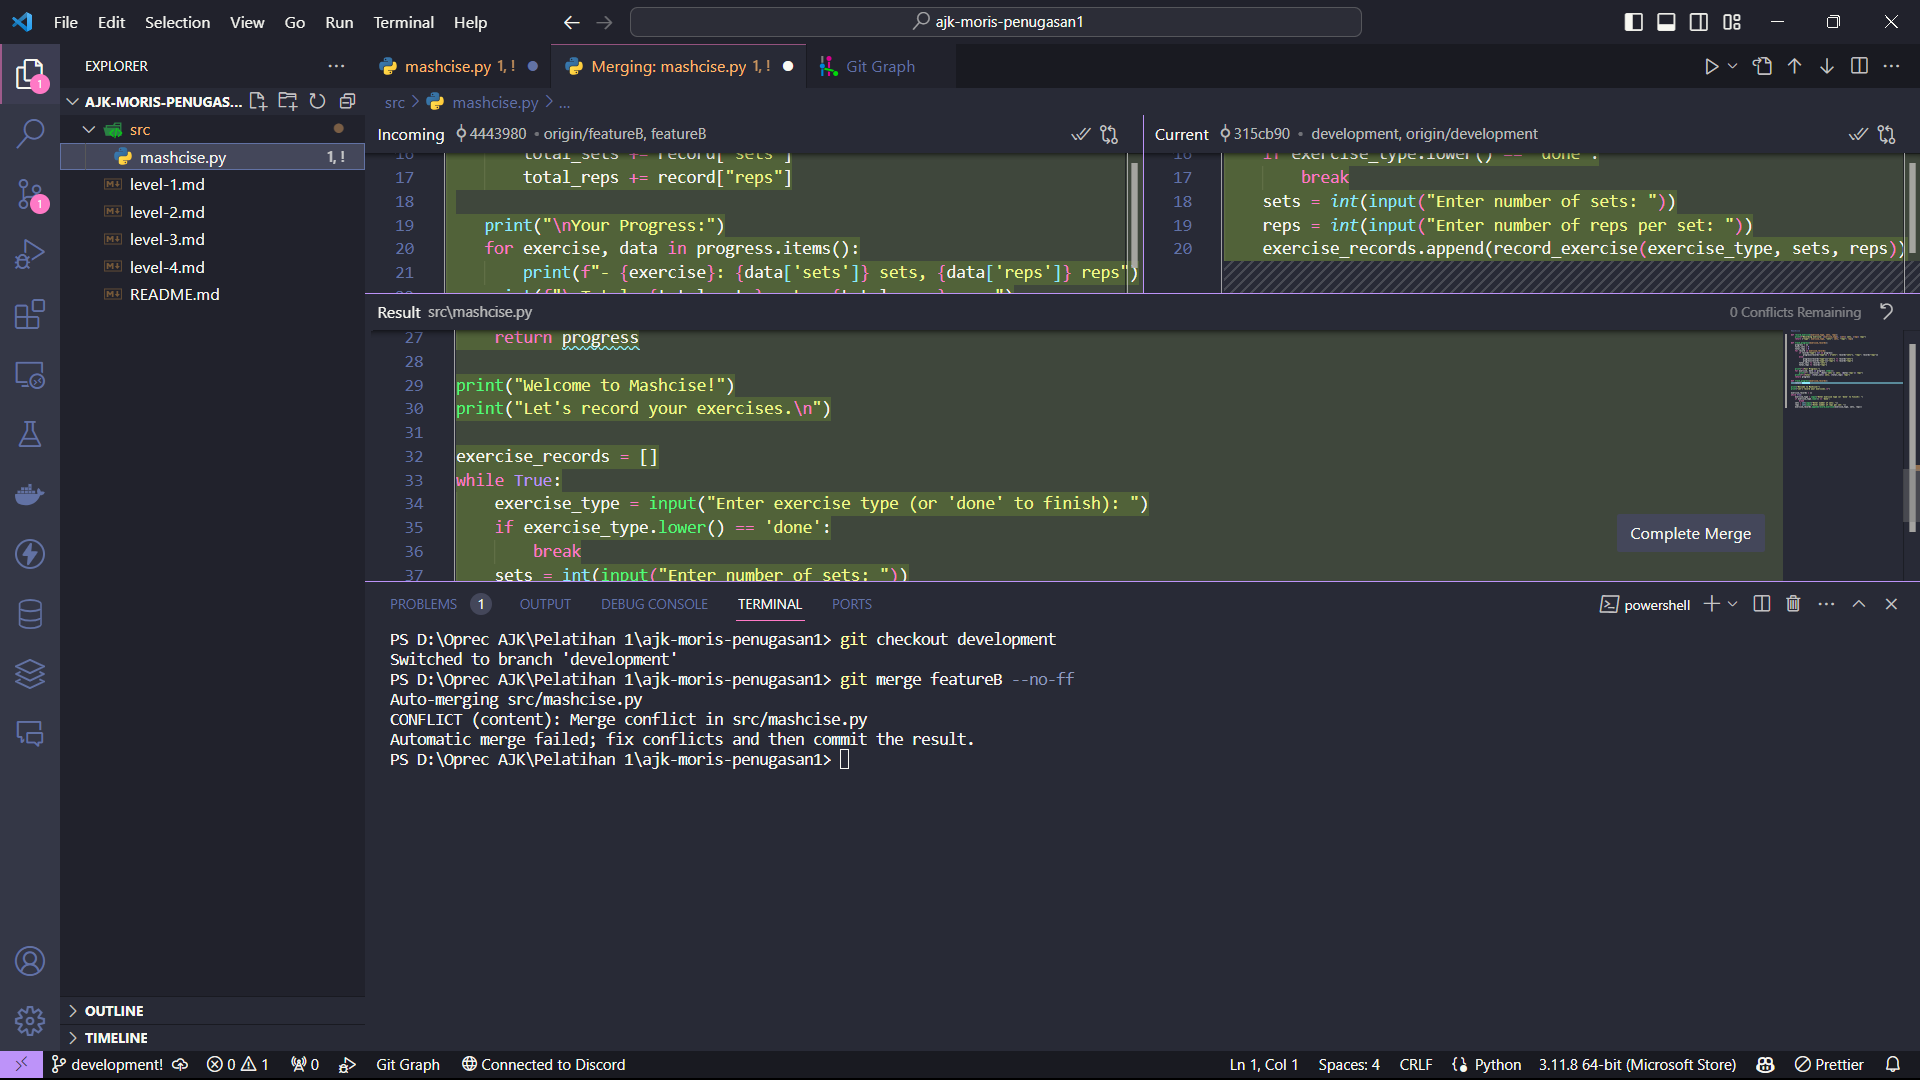 File Edit Selection View Go Run Terminal Help
ajk-moris-penugasan1
EXPLORER
mashcise.py 1, !
Merging: mashcise.py 1, !
Git Graph
AJK-MORIS-PENUGAS...
src > mashcise.py > ...
src
mashcise.py 1, !
level-1.md
level-2.md
level-3.md
level-4.md
README.md
Incoming 4443980 • origin/featureB, featureB
16 total_sets += record["sets"]
17 total_reps += record["reps"]
18
19 print("\nYour Progress:")
20 for exercise, data in progress.items():
21 print(f"- {exercise}: {data['sets']} sets, {data['reps']} reps")
Current 315cb90 • development, origin/development
16 if exercise_type.lower() == 'done':
17 break
18 sets = int(input("Enter number of sets: "))
19 reps = int(input("Enter number of reps per set: "))
20 exercise_records.append(record_exercise(exercise_type, sets, reps))
Result src\mashcise.py
0 Conflicts Remaining
27 return progress
28
29 print("Welcome to Mashcise!")
30 print("Let's record your exercises.\n")
31
32 exercise_records = []
33 while True:
34 exercise_type = input("Enter exercise type (or 'done' to finish): ")
35 if exercise_type.lower() == 'done':
36 break
37 sets = int(input("Enter number of sets: "))
Complete Merge
PROBLEMS 1 OUTPUT DEBUG CONSOLE TERMINAL PORTS
powershell
PS D:\Oprec AJK\Pelatihan 1\ajk-moris-penugasan1> git checkout development
Switched to branch 'development'
PS D:\Oprec AJK\Pelatihan 1\ajk-moris-penugasan1> git merge featureB --no-ff
Auto-merging src/mashcise.py
CONFLICT (content): Merge conflict in src/mashcise.py
Automatic merge failed; fix conflicts and then commit the result.
PS D:\Oprec AJK\Pelatihan 1\ajk-moris-penugasan1>
OUTLINE
TIMELINE
1
1
development! 0 1 0 Git Graph Connected to Discord
Ln 1, Col 1 Spaces: 4 CRLF Python 3.11.8 64-bit (Microsoft Store) Prettier